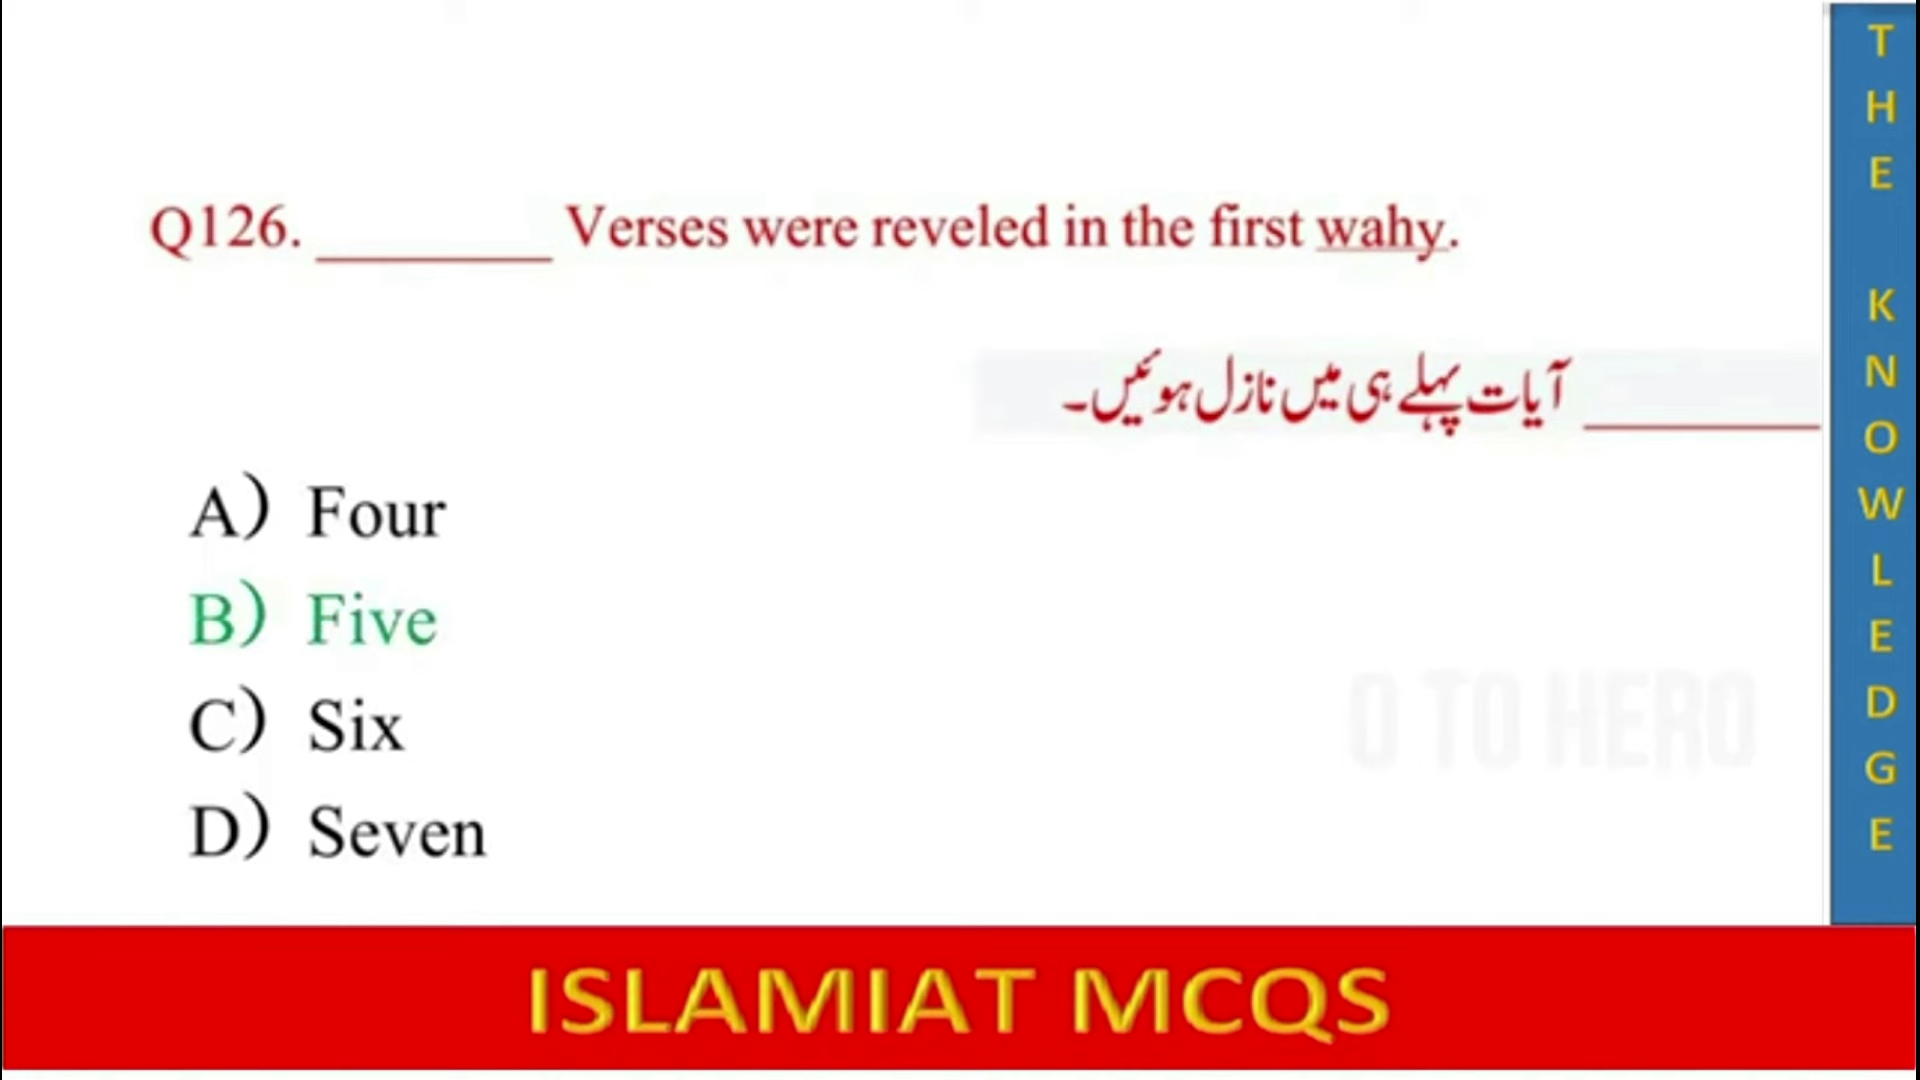 Q126. ________ Verses were reveled in the first wahy.
________ آیات پہلے ہی میں نازل ہوئیں۔
A) Four
B) Five
C) Six
D) Seven
O TO HERO
THE KNOWLEDGE
ISLAMIAT MCQS